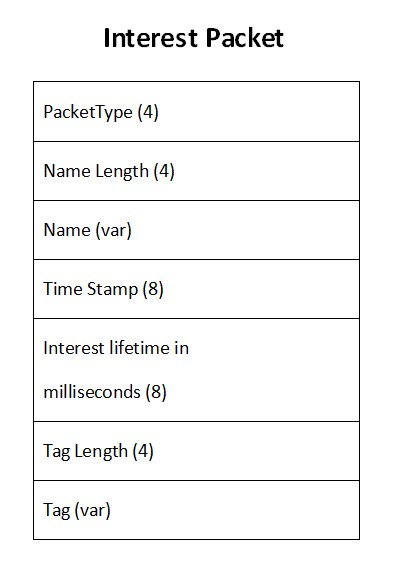 Interest Packet
PacketType (4)
Name Length (4)
Name (var)
Time Stamp (8)
Interest lifetime in
milliseconds (8)
Tag Length (4)
Tag (var)